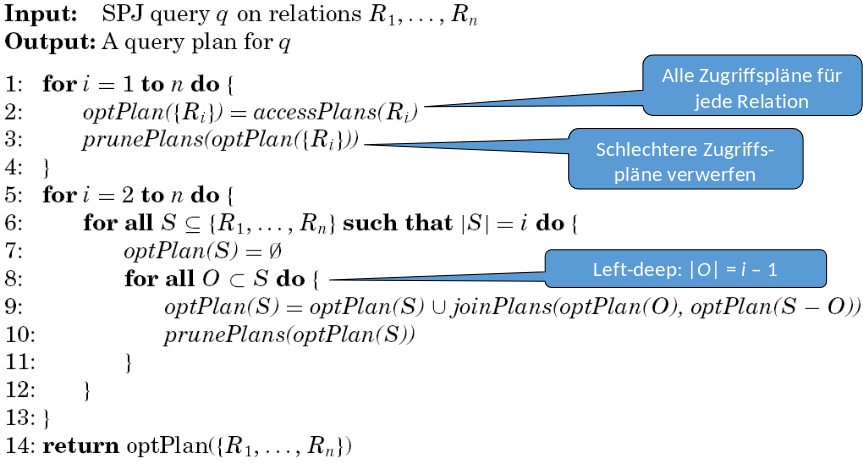 Input: SPJ query q on relations R₁, . . . , Rₙ
Output: A query plan for q
1: for i = 1 to n do {
2: optPlan({Rᵢ}) = accessPlans(Rᵢ)
3: prunePlans(optPlan({Rᵢ}))
4: }
5: for i = 2 to n do {
6: for all S ⊆ {R₁, . . . , Rₙ} such that |S| = i do {
7: optPlan(S) = ∅
8: for all O ⊂ S do {
9: optPlan(S) = optPlan(S) ∪ joinPlans(optPlan(O), optPlan(S − O))
10: prunePlans(optPlan(S))
11: }
12: }
13: }
14: return optPlan({R₁, . . . , Rₙ})
Alle Zugriffspläne für
jede Relation
Schlechtere Zugriffs-
pläne verwerfen
Left-deep: |O| = i – 1